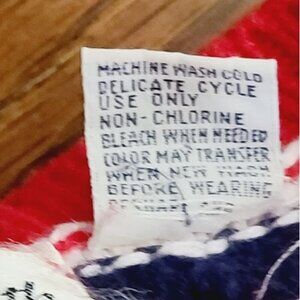 MACHINE WASH COLD
DELICATE CYCLE
USE ONLY
NON-CHLORINE
BLEACH WHEN NEEDED
COLOR MAY TRANSFER
WHEN NEW WASH
BEFORE WEARING